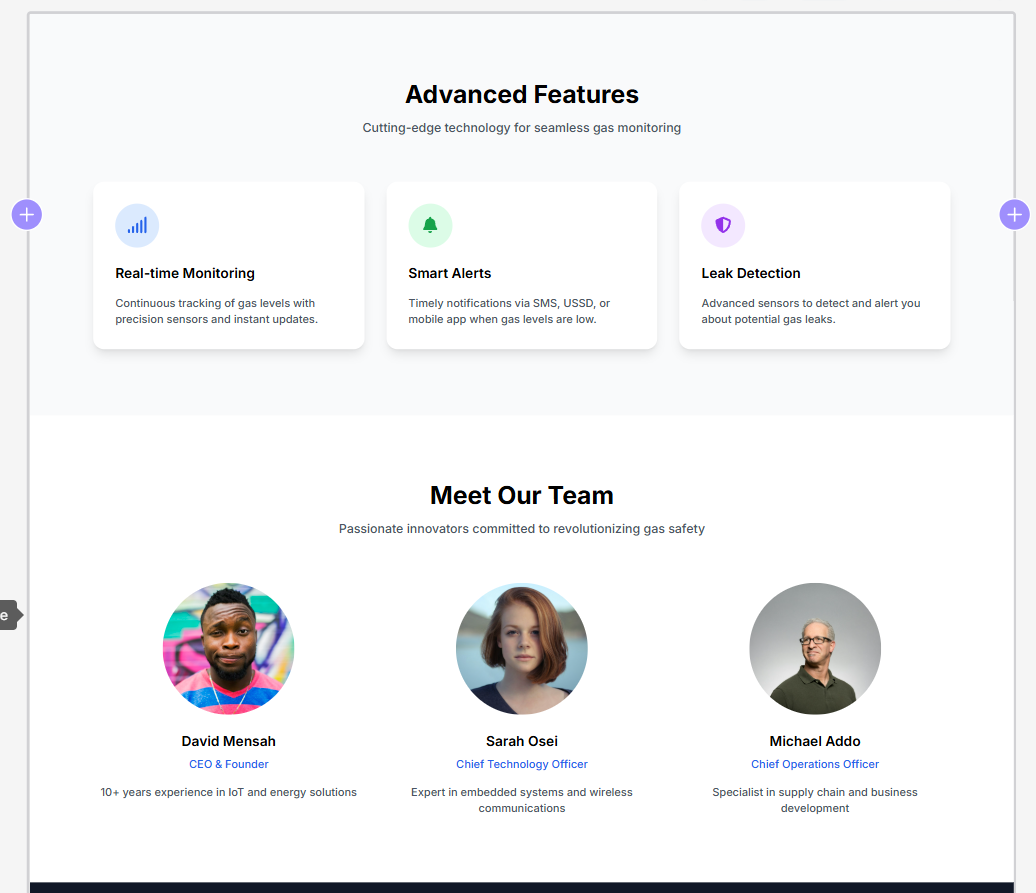 Advanced Features
Cutting-edge technology for seamless gas monitoring
Real-time Monitoring
Continuous tracking of gas levels with
precision sensors and instant updates.
Smart Alerts
Timely notifications via SMS, USSD, or
mobile app when gas levels are low.
Leak Detection
Advanced sensors to detect and alert you
about potential gas leaks.
Meet Our Team
Passionate innovators committed to revolutionizing gas safety
e
David Mensah
CEO & Founder
10+ years experience in IoT and energy solutions
Sarah Osei
Chief Technology Officer
Expert in embedded systems and wireless
communications
Michael Addo
Chief Operations Officer
Specialist in supply chain and business
development